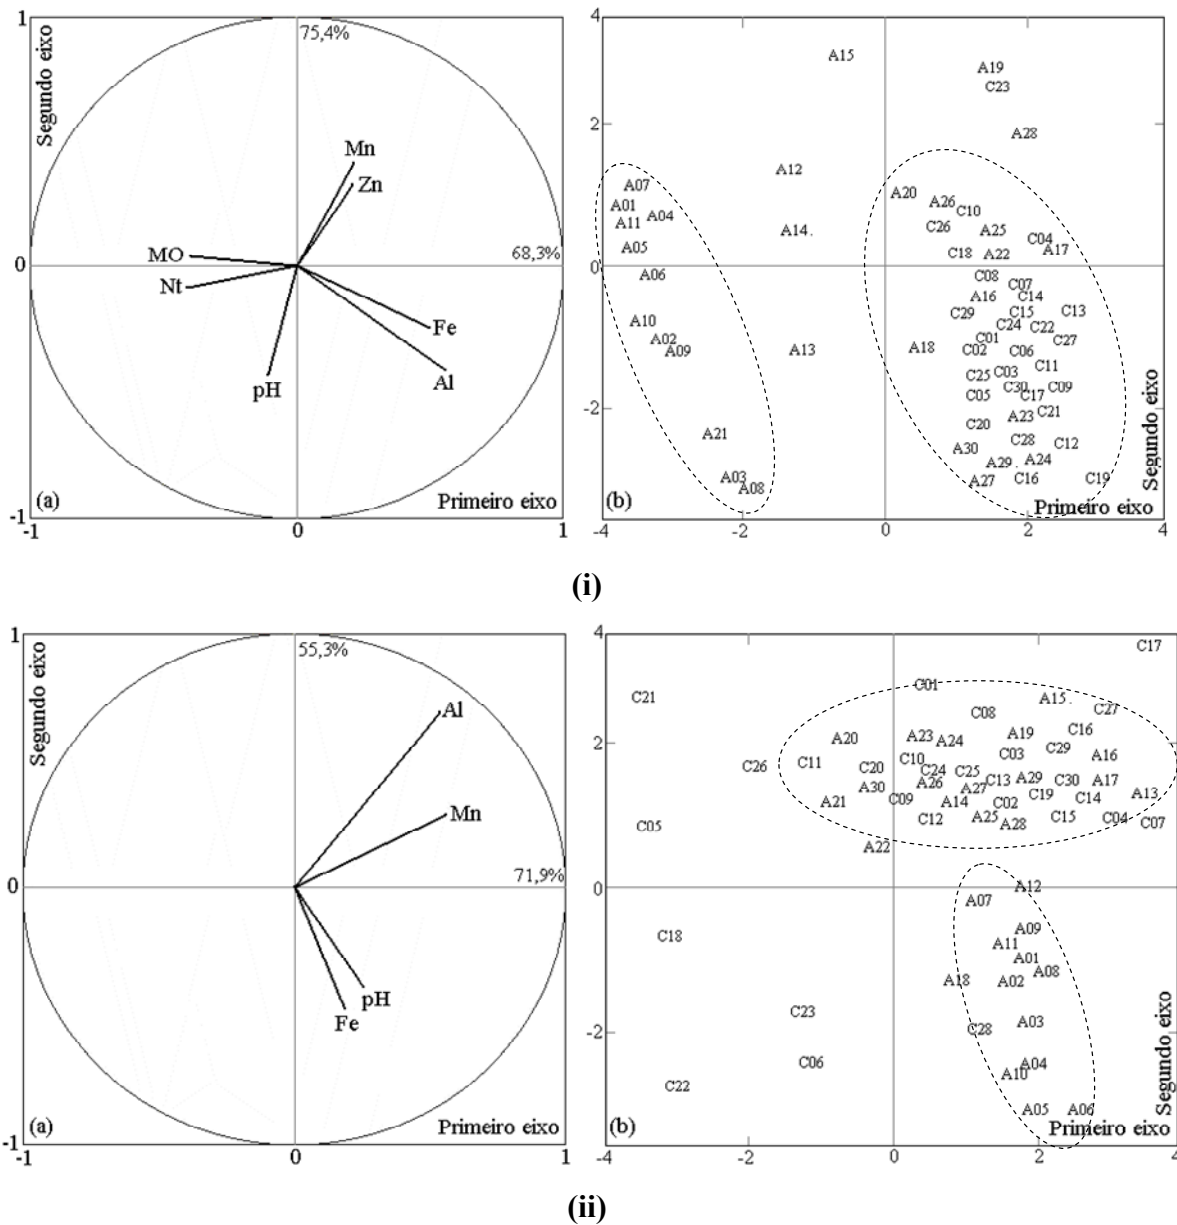 1
75,4%
Segundo eixo
Mn
Zn
MO
68,3%
0
Nt
Fe
Al
pH
(a)
Primeiro eixo
-1
-1
0
1
4
A15
A19
C23
2
A28
A12
A07
A20
A01
A26
C10
A04
A11
C26
A14
A25
C04
A05
C18
A22
A17
0
A06
C08
C07
A16
C14
A10
C29
C15
C13
C24
C22
A02
C01
C27
A09
A13
A18
C02
C06
C11
C25
C03
C30
C09
C05
C17
-2
A23
C21
A21
C20
C28
C12
A30
A29
A24
A03
A27
C16
C19
A08
Segundo eixo
(b)
Primeiro eixo
-4
-2
0
2
4
(i)
1
55,3%
Segundo eixo
Al
Mn
71,9%
0
pH
Fe
(a)
Primeiro eixo
-1
-1
0
1
4
C17
C21
C01
A15
C27
C08
C16
A20
A23
A24
A19
2
C29
C03
A16
C26
C11
C10
C20
C24
C25
A26
C13
A29
C30
A17
A30
A27
C19
A13
A21
C09
A14
C02
C14
C05
C12
A25
A28
C15
C04
C07
A22
0
A12
A07
A09
C18
A11
A01
A18
A02
A08
C23
A03
C28
-2
C06
A04
A10
C22
A05
A06
Segundo eixo
(b)
Primeiro eixo
-4
-2
0
2
4
(ii)